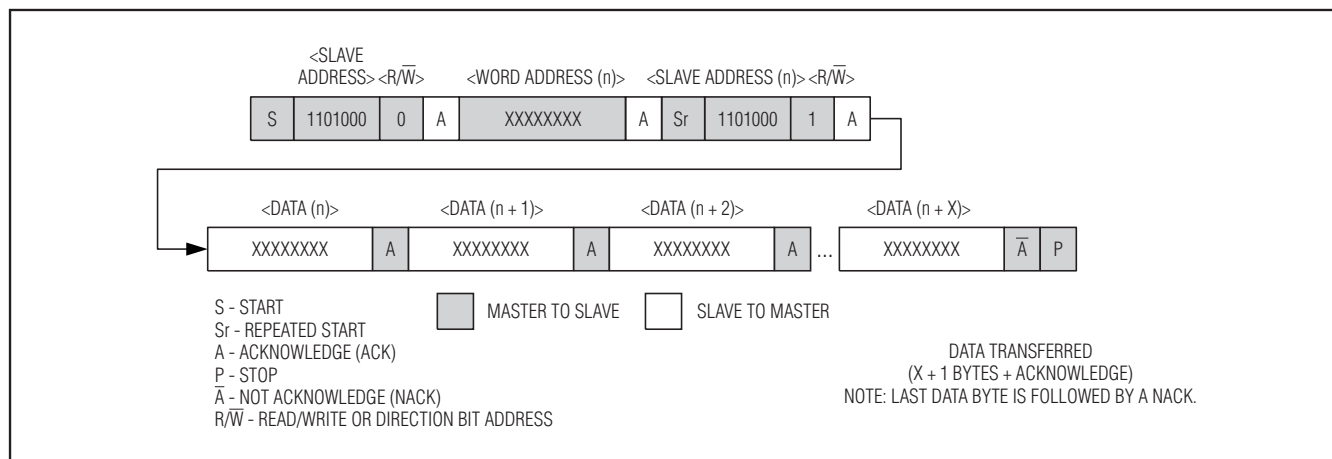 <SLAVE
ADDRESS> <R/W̅> <WORD ADDRESS (n)> <SLAVE ADDRESS (n)> <R/W̅>
S 1101000 0 A XXXXXXXX A Sr 1101000 1 A
<DATA (n)> <DATA (n + 1)> <DATA (n + 2)> <DATA (n + X)>
XXXXXXXX A XXXXXXXX A XXXXXXXX A ... XXXXXXXX A̅ P
S - START
MASTER TO SLAVE SLAVE TO MASTER
Sr - REPEATED START
A - ACKNOWLEDGE (ACK)
P - STOP
A̅ - NOT ACKNOWLEDGE (NACK)
R/W̅ - READ/WRITE OR DIRECTION BIT ADDRESS
DATA TRANSFERRED
(X + 1 BYTES + ACKNOWLEDGE)
NOTE: LAST DATA BYTE IS FOLLOWED BY A NACK.